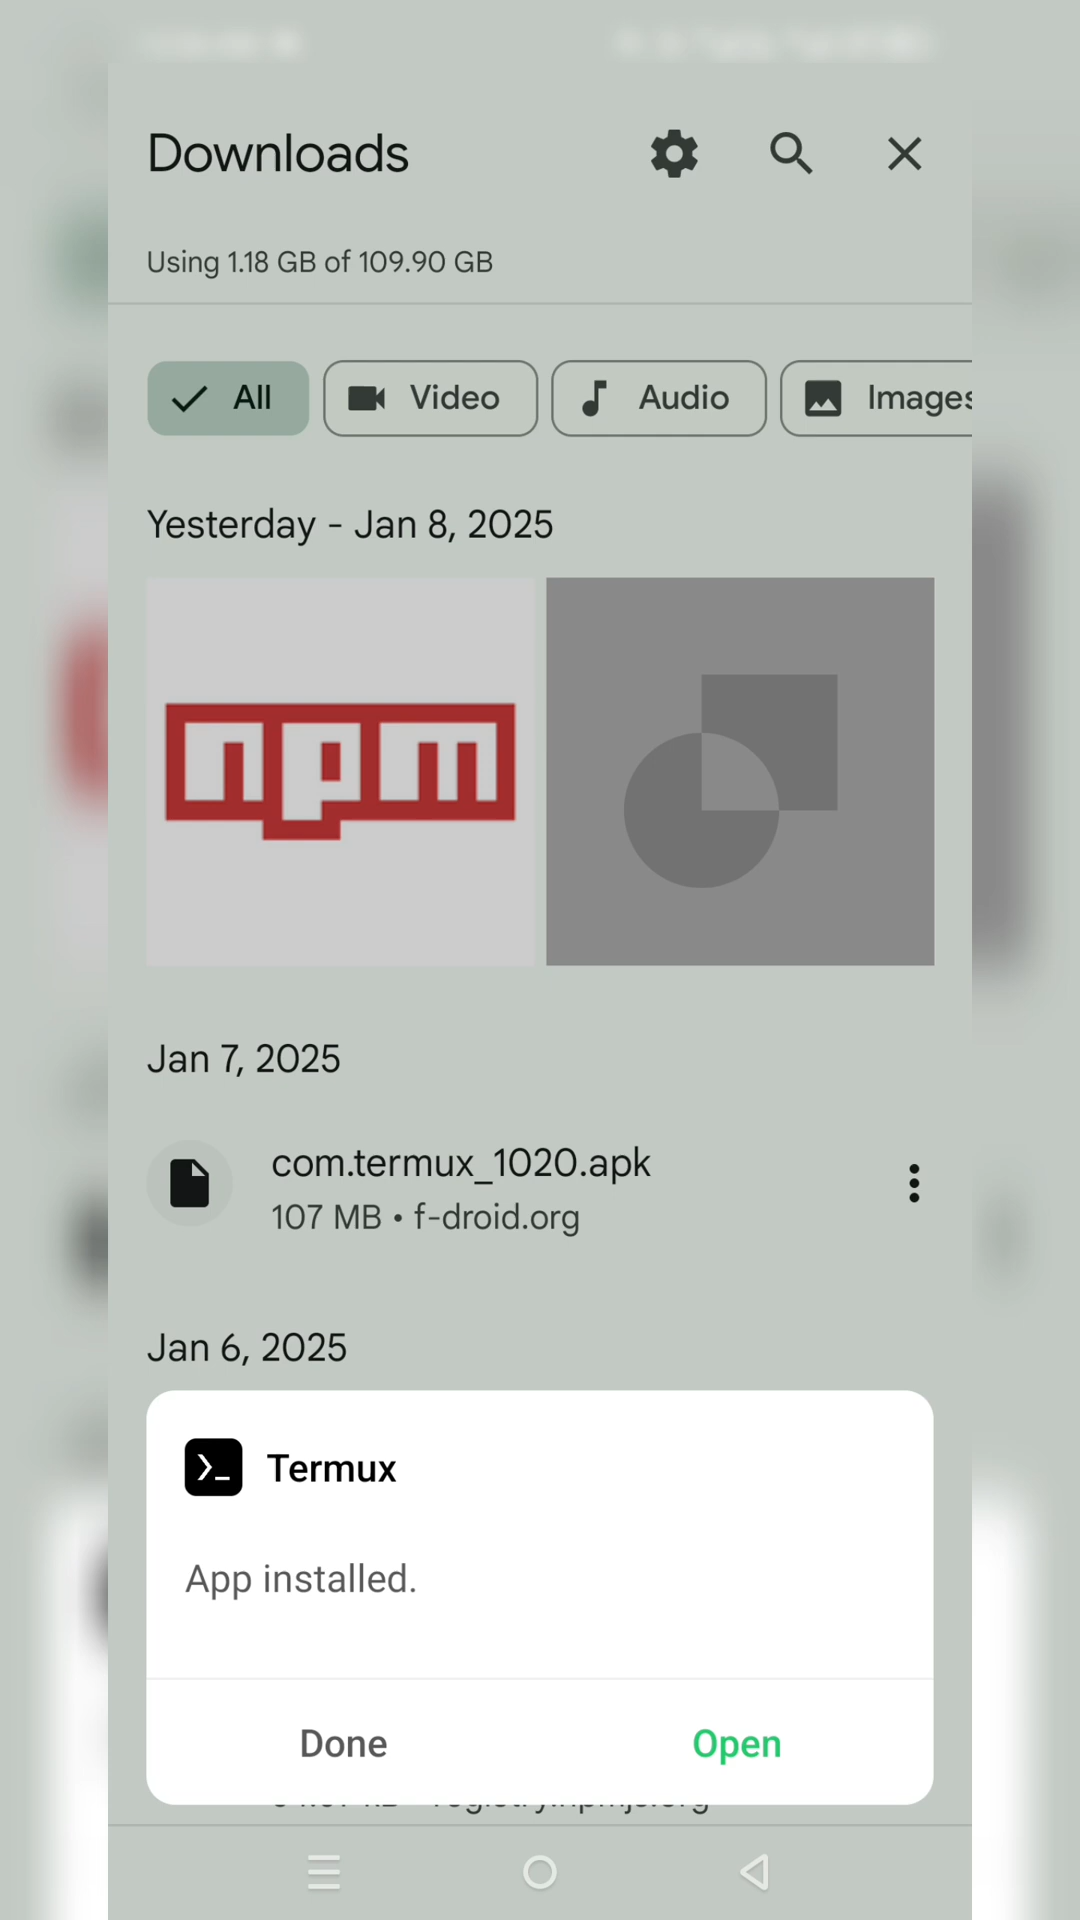 Downloads
Using 1.18 GB of 109.90 GB
All
Video
Audio
Images
Yesterday - Jan 8, 2025
npm
Jan 7, 2025
com.termux_1020.apk
107 MB • f-droid.org
Jan 6, 2025
Termux
App installed.
Done
Open